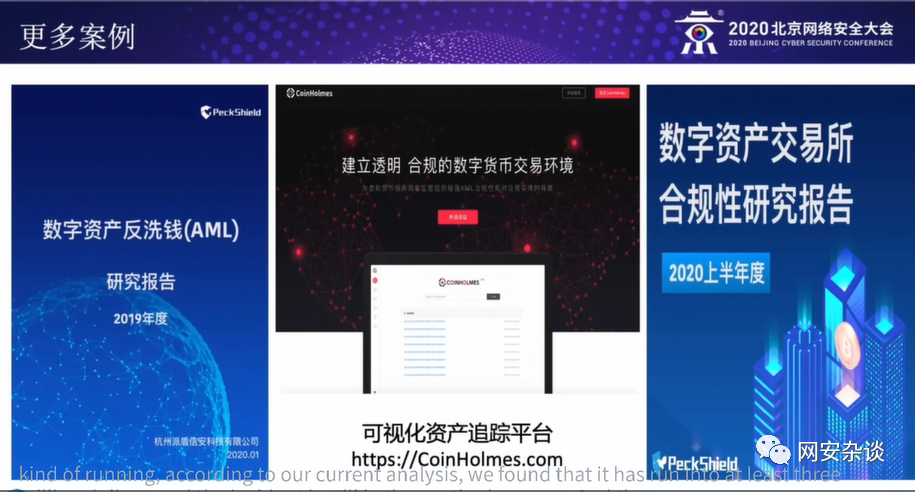 更多案例
2020北京网络安全大会
2020 BEIJING CYBER SECURITY CONFERENCE
PeckShield
数字资产反洗钱(AML)
研究报告
2019年度
杭州派盾信安科技有限公司
2020.01
CoinHolmes
建立透明 合规的数字货币交易环境
COINHOLMES
可视化资产追踪平台
https://CoinHolmes.com
数字资产交易所
合规性研究报告
2020上半年度
PeckShield
网安杂谈
kind of running, according to our current analysis, we found that it has run into at least three